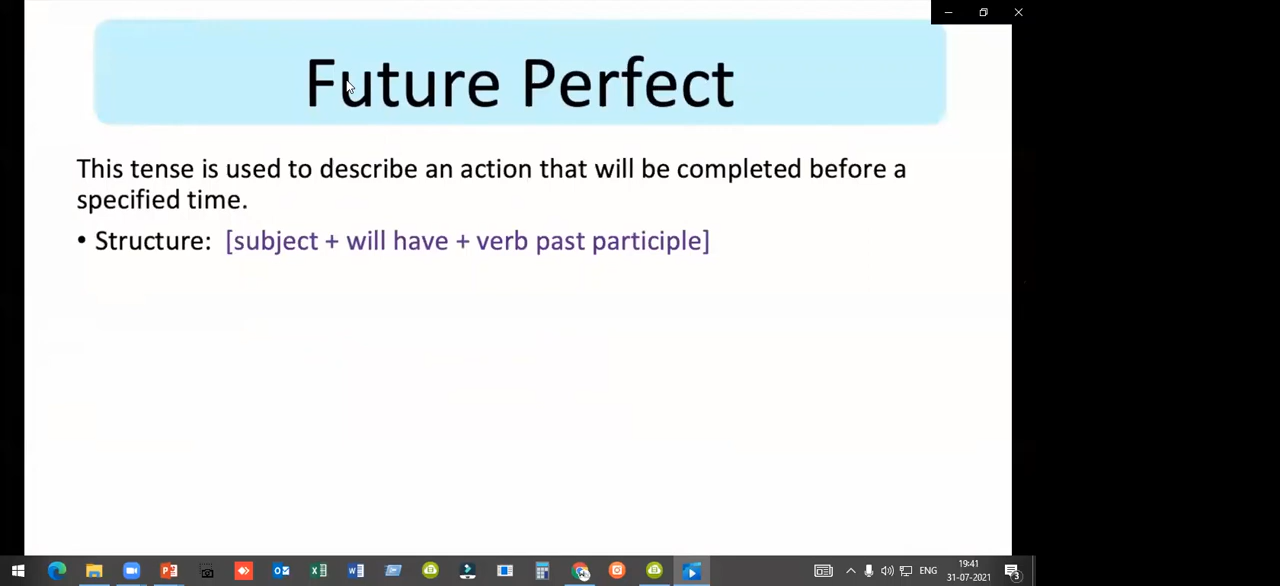 Future Perfect
This tense is used to describe an action that will be completed before a
specified time.
• Structure: [subject + will have + verb past participle]
ENG
19:41
31-07-2021
3